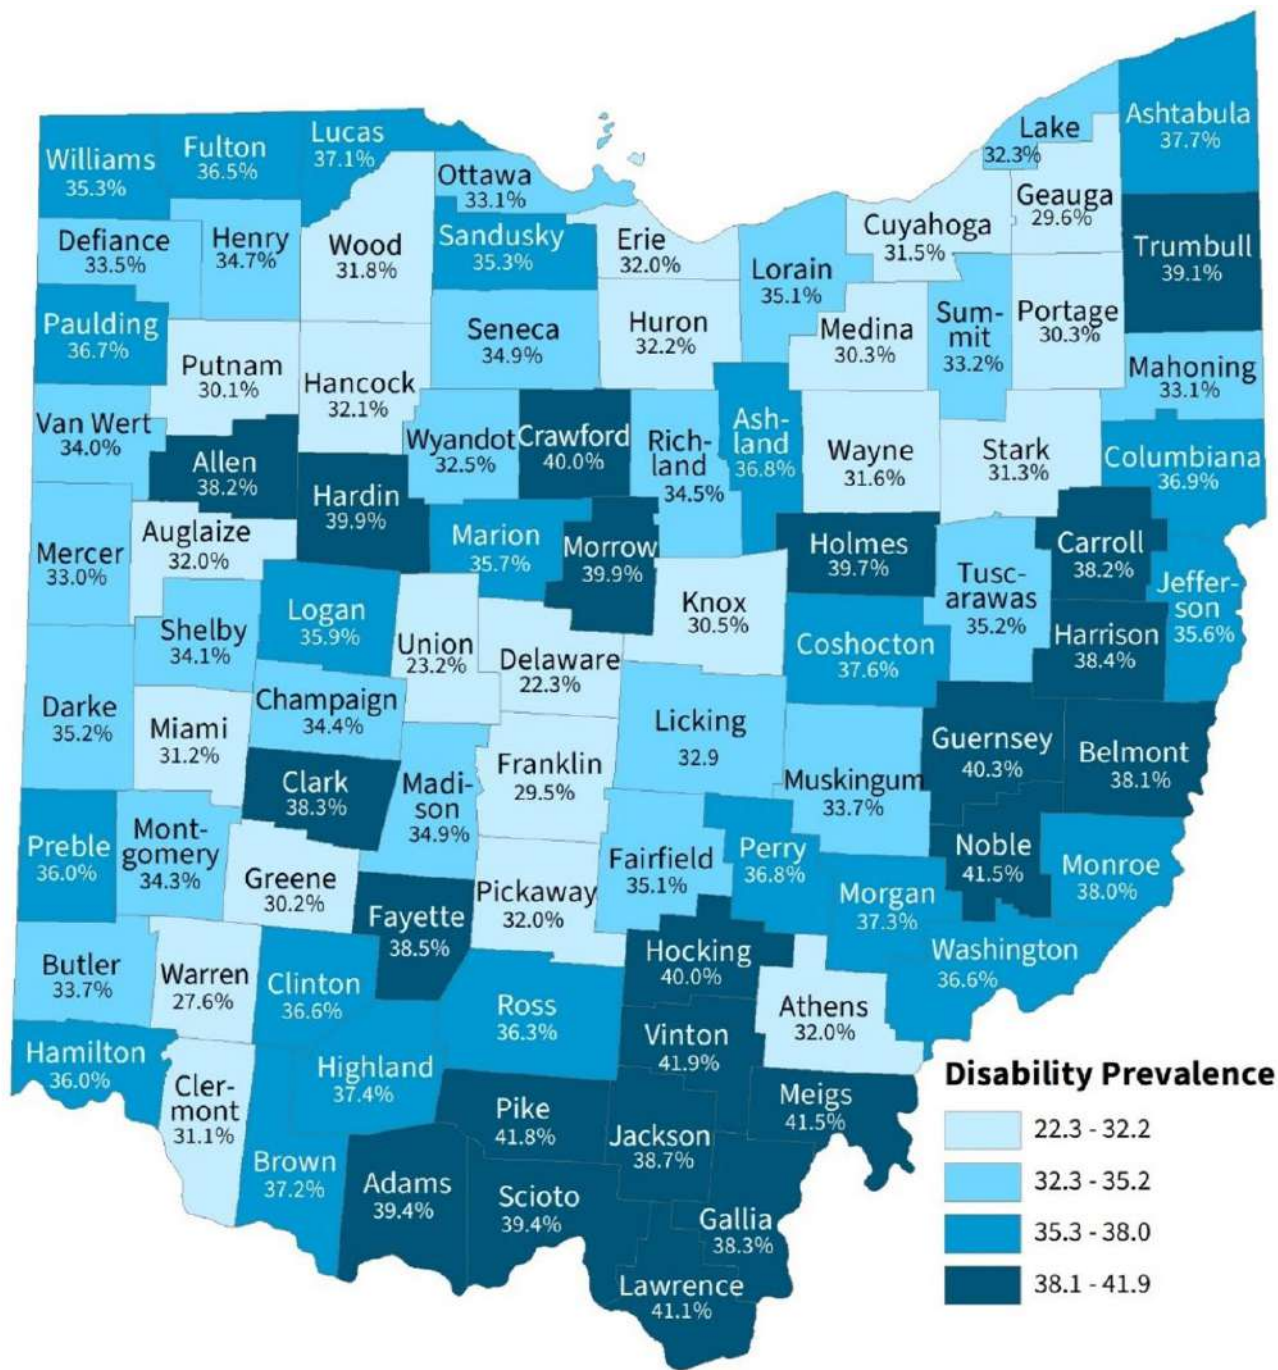 Ashtabula
37.7%
Lake
32.3%
Geauga
29.6%
Lucas
37.1%
Fulton
36.5%
Williams
35.3%
Ottawa
33.1%
Cuyahoga
31.5%
Trumbull
39.1%
Defiance
33.5%
Henry
34.7%
Wood
31.8%
Sandusky
35.3%
Erie
32.0%
Lorain
35.1%
Paulding
36.7%
Seneca
34.9%
Huron
32.2%
Medina
30.3%
Sum-
mit
33.2%
Portage
30.3%
Mahoning
33.1%
Putnam
30.1%
Hancock
32.1%
Van Wert
34.0%
Allen
38.2%
Wyandot
32.5%
Crawford
40.0%
Rich-
land
34.5%
Ash-
land
36.8%
Wayne
31.6%
Stark
31.3%
Columbiana
36.9%
Hardin
39.9%
Mercer
33.0%
Auglaize
32.0%
Marion
35.7%
Morrow
39.9%
Holmes
39.7%
Carroll
38.2%
Tusc-
arawas
35.2%
Jeffer-
son
35.6%
Shelby
34.1%
Logan
35.9%
Union
23.2%
Delaware
22.3%
Knox
30.5%
Coshocton
37.6%
Harrison
38.4%
Darke
35.2%
Miami
31.2%
Champaign
34.4%
Licking
32.9
Guernsey
40.3%
Belmont
38.1%
Clark
38.3%
Madi-
son
34.9%
Franklin
29.5%
Muskingum
33.7%
Preble
36.0%
Mont-
gomery
34.3%
Greene
30.2%
Fairfield
35.1%
Perry
36.8%
Noble
41.5%
Monroe
38.0%
Fayette
38.5%
Pickaway
32.0%
Morgan
37.3%
Washington
36.6%
Butler
33.7%
Warren
27.6%
Clinton
36.6%
Hocking
40.0%
Ross
36.3%
Athens
32.0%
Hamilton
36.0%
Highland
37.4%
Vinton
41.9%
Cler-
mont
31.1%
Pike
41.8%
Jackson
38.7%
Meigs
41.5%
Brown
37.2%
Adams
39.4%
Scioto
39.4%
Gallia
38.3%
Lawrence
41.1%
Disability Prevalence
22.3 - 32.2
32.3 - 35.2
35.3 - 38.0
38.1 - 41.9